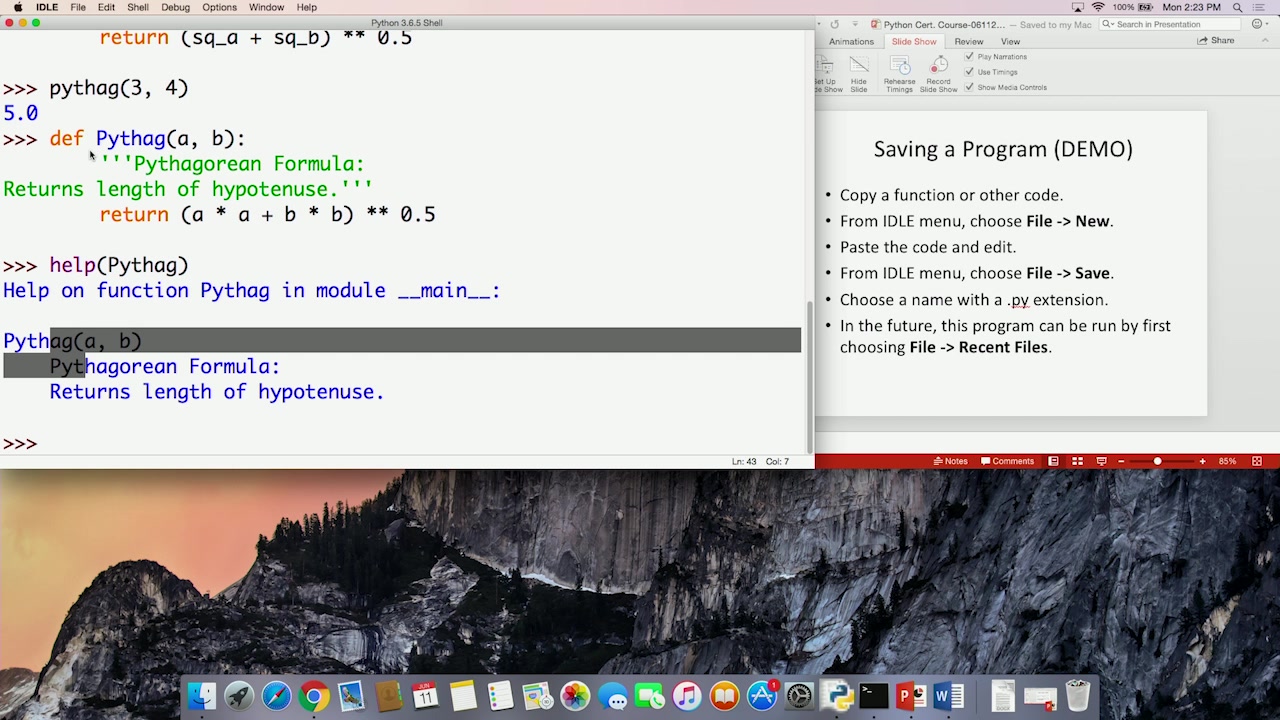 IDLE File Edit Shell Debug Options Window Help
100% Mon 2:23 PM
Python 3.6.5 Shell
return (sq_a + sq_b) ** 0.5
>>> pythag(3, 4)
5.0
>>> def Pythag(a, b):
'''Pythagorean Formula:
Returns length of hypotenuse.'''
return (a * a + b * b) ** 0.5
>>> help(Pythag)
Help on function Pythag in module __main__:
Pythag(a, b)
Pythagorean Formula:
Returns length of hypotenuse.
>>>
Ln: 43 Col: 7
Python Cert. Course-06112... — Saved to my Mac
Search in Presentation
Animations Slide Show Review View
Share
Set Up
Slide Show
Hide
Slide
Rehearse
Timings
Record
Slide Show
Play Narrations
Use Timings
Show Media Controls
Saving a Program (DEMO)
• Copy a function or other code.
• From IDLE menu, choose File -> New.
• Paste the code and edit.
• From IDLE menu, choose File -> Save.
• Choose a name with a .py extension.
• In the future, this program can be run by first
choosing File -> Recent Files.
Notes Comments 85%
JUN
11
1